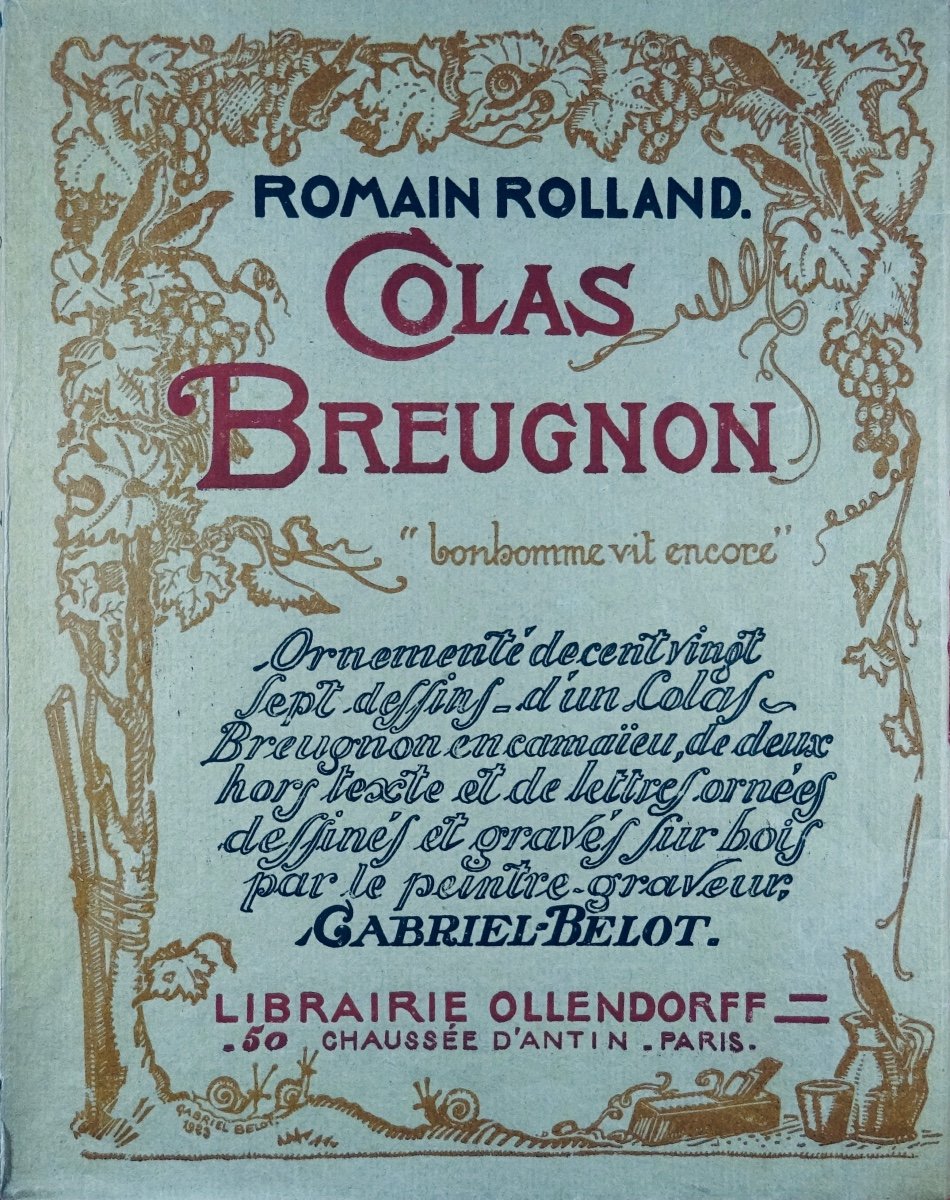 ROMAIN ROLLAND.
COLAS
BREUGNON
"bonhomme vit encore"
Ornementé de cent vingt
sept dessins - d'un Colas
Breugnon en camaïeu, de deux
hors texte et de lettres ornées
dessinés et gravés sur bois
par le peintre-graveur;
GABRIEL-BELOT.
LIBRAIRIE OLLENDORFF =
.50 CHAUSSÉE D'ANTIN . PARIS.
GABRIEL BELOT
1923